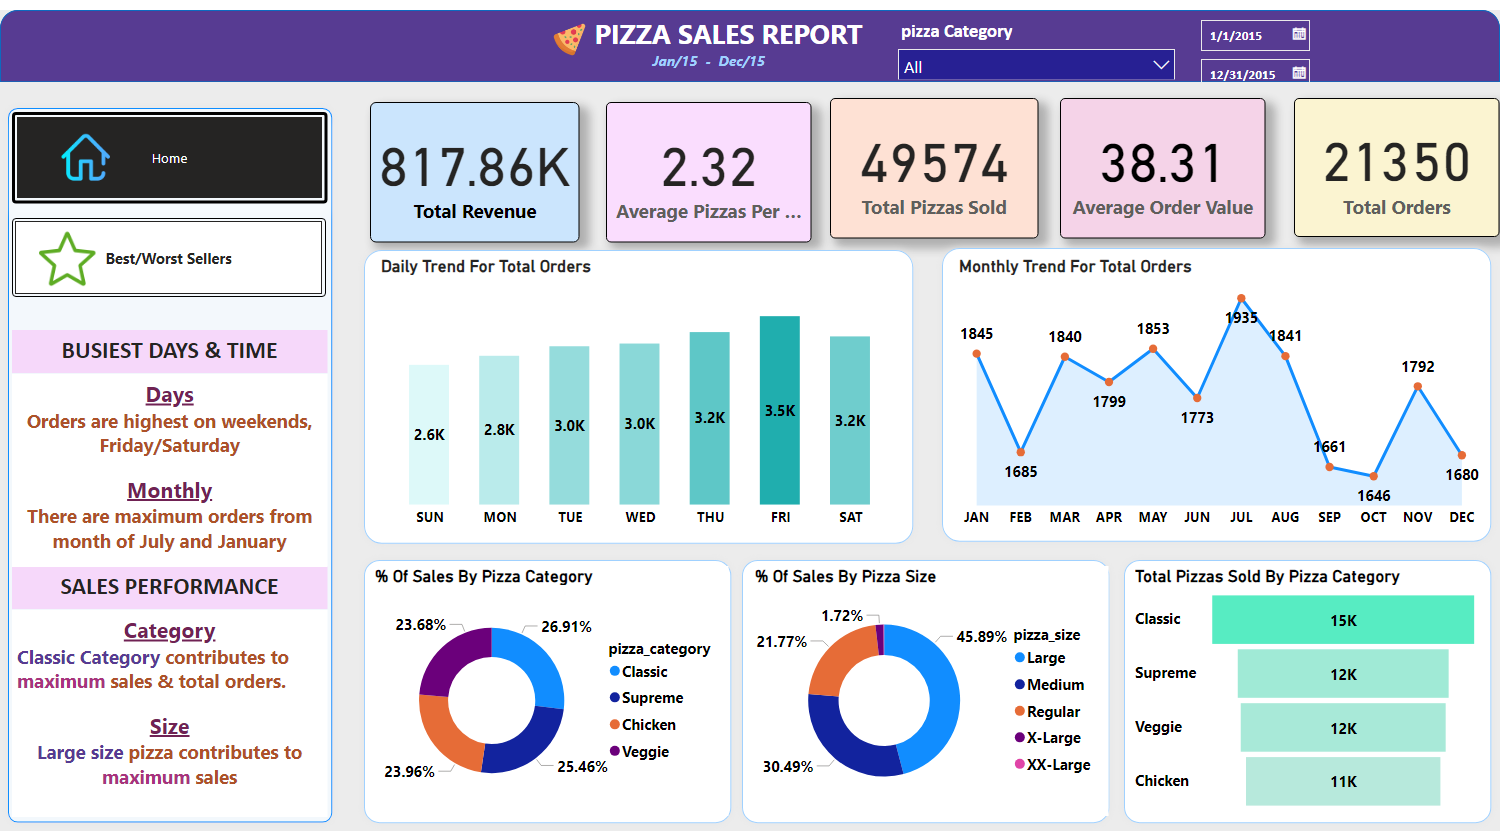 PIZZA SALES REPORT
Jan/15 - Dec/15
pizza Category
All
1/1/2015
12/31/2015
Home
Best/Worst Sellers
BUSIEST DAYS & TIME
Days
Orders are highest on weekends,
Friday/Saturday
Monthly
There are maximum orders from
month of July and January
SALES PERFORMANCE
Category
Classic Category contributes to
maximum sales & total orders.
Size
Large size pizza contributes to
maximum sales
817.86K
Total Revenue
2.32
Average Pizzas Per ...
49574
Total Pizzas Sold
38.31
Average Order Value
21350
Total Orders
Daily Trend For Total Orders
2.6K
2.8K
3.0K
3.0K
3.2K
3.5K
3.2K
SUN MON TUE WED THU FRI SAT
Monthly Trend For Total Orders
1845
1685
1840
1799
1853
1773
1935
1841
1661
1646
1792
1680
JAN FEB MAR APR MAY JUN JUL AUG SEP OCT NOV DEC
% Of Sales By Pizza Category
23.68%
26.91%
23.96%
25.46%
pizza_category
Classic
Supreme
Chicken
Veggie
% Of Sales By Pizza Size
1.72%
21.77%
45.89%
30.49%
pizza_size
Large
Medium
Regular
X-Large
XX-Large
Total Pizzas Sold By Pizza Category
Classic 15K
Supreme 12K
Veggie 12K
Chicken 11K